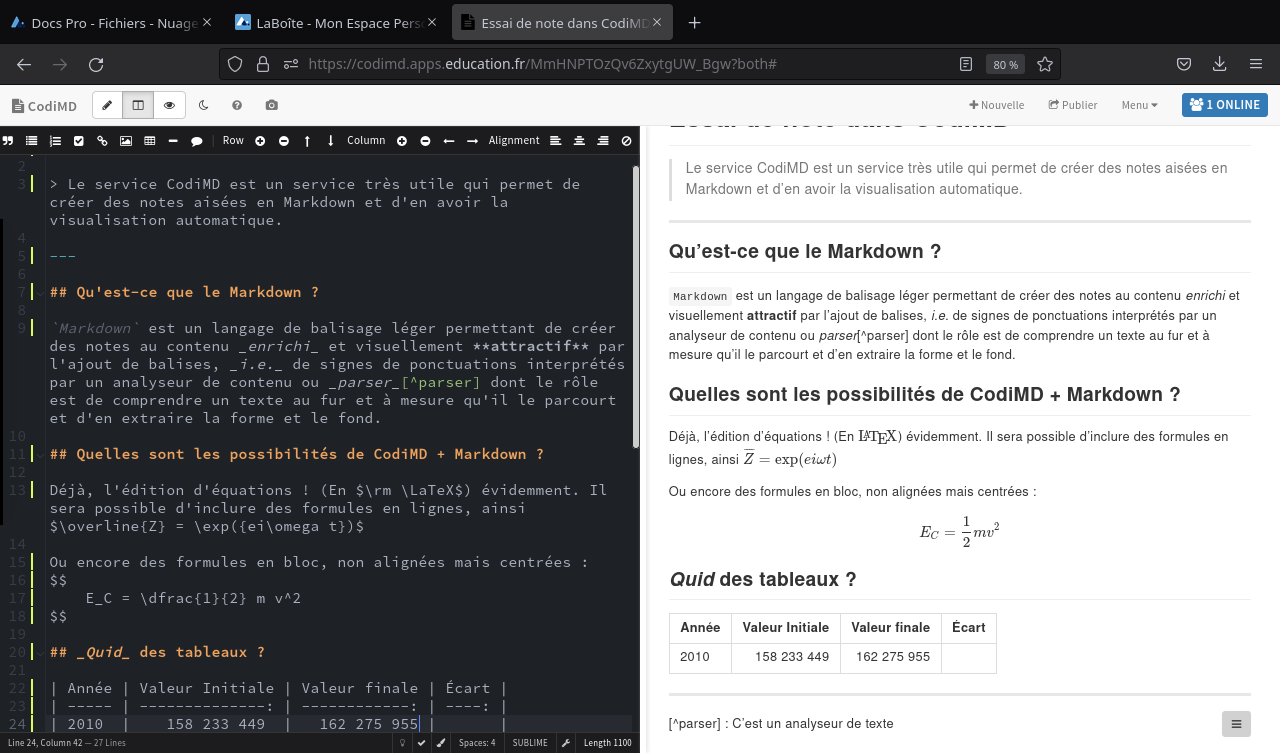 Docs Pro - Fichiers - Nuage
LaBoîte - Mon Espace Perso
Essai de note dans CodiMD
https://codimd.apps.education.fr/MmHNPTOzQv6ZxytgUW_Bgw?both#
80 %
CodiMD
Nouvelle
Publier
Menu
1 ONLINE
Row
Column
Alignment
2
3 > Le service CodiMD est un service très utile qui permet de
créer des notes aisées en Markdown et d'en avoir la
visualisation automatique.
4
5 ---
6
7 ## Qu'est-ce que le Markdown ?
8
9 `Markdown` est un langage de balisage léger permettant de créer
des notes au contenu _enrichi_ et visuellement **attractif** par
l'ajout de balises, _i.e._ de signes de ponctuations interprétés
par un analyseur de contenu ou _parser_[^parser] dont le rôle
est de comprendre un texte au fur et à mesure qu'il le parcourt
et d'en extraire la forme et le fond.
10
11 ## Quelles sont les possibilités de CodiMD + Markdown ?
12
13 Déjà, l'édition d'équations ! (En $\rm \LaTeX$) évidemment. Il
sera possible d'inclure des formules en lignes, ainsi
$\overline{Z} = \exp({ei\omega t})$
14
15 Ou encore des formules en bloc, non alignées mais centrées :
16 $$
17 E_C = \dfrac{1}{2} m v^2
18 $$
19
20 ## _Quid_ des tableaux ?
21
22 | Année | Valeur Initiale | Valeur finale | Écart |
23 | ----- | --------------: | ------------: | ----: |
24 | 2010 | 158 233 449 | 162 275 955 | |
Line 24, Column 42 — 27 Lines
Spaces: 4
SUBLIME
Length 1100
Essai de note dans CodiMD
Le service CodiMD est un service très utile qui permet de créer des notes aisées en
Markdown et d'en avoir la visualisation automatique.
Qu'est-ce que le Markdown ?
Markdown est un langage de balisage léger permettant de créer des notes au contenu enrichi et
visuellement attractif par l'ajout de balises, i.e. de signes de ponctuations interprétés par un
analyseur de contenu ou parser[^parser] dont le rôle est de comprendre un texte au fur et à
mesure qu'il le parcourt et d'en extraire la forme et le fond.
Quelles sont les possibilités de CodiMD + Markdown ?
Déjà, l'édition d'équations ! (En LATEX) évidemment. Il sera possible d'inclure des formules en
lignes, ainsi Z̅ = exp(eiωt)
Ou encore des formules en bloc, non alignées mais centrées :
E_C = 1/2 mv²
Quid des tableaux ?
Année Valeur Initiale Valeur finale Écart
2010 158 233 449 162 275 955
[^parser] : C'est un analyseur de texte